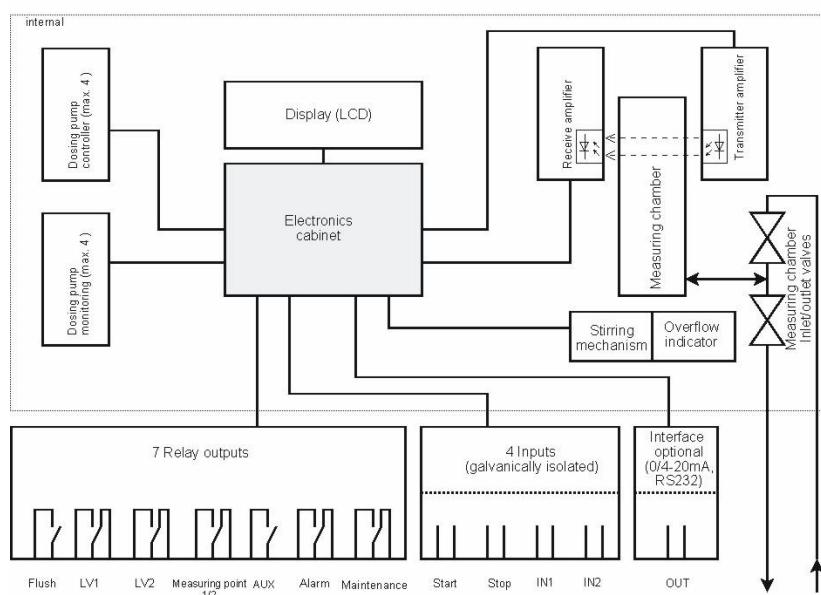 internal
Dosing pump
controller (max. 4 )
Display (LCD)
Receive amplifier
Transmitter amplifier
Electronics
cabinet
Measuring chamber
Dosing pump
monitoring (max. 4 )
Measuring chamber
Inlet/outlet valves
Stirring
mechanism
Overflow
indicator
7 Relay outputs
4 Inputs
(galvanically isolated)
Interface
optional
(0/4-20mA,
RS232)
Flush
LV1
LV2
Measuring point
1/2
AUX
Alarm
Maintenance
Start
Stop
IN1
IN2
OUT